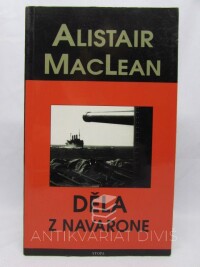 ALISTAIR
MACLEAN
DĚLA
Z NAVARONE
ANTIKVARIÁT DIVIŠ